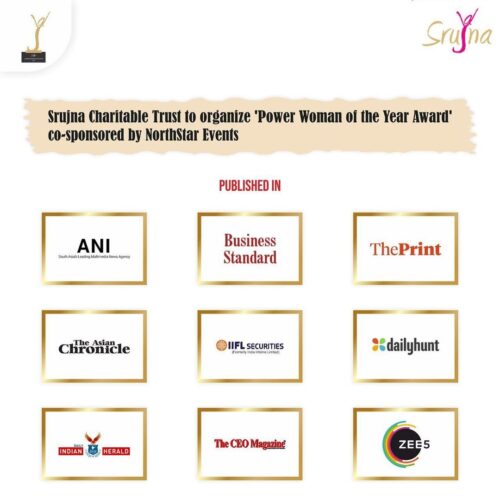 Srujna
Srujna Charitable Trust to organize 'Power Woman of the Year Award'
co-sponsored by NorthStar Events
PUBLISHED IN
ANI
South Asia's Leading Multimedia News Agency
Business
Standard
ThePrint
The Asian
Chronicle
IIFL SECURITIES
(Formerly India Infoline Limited)
dailyhunt
DAILY
INDIAN HERALD
The CEO Magazine
ZEE5